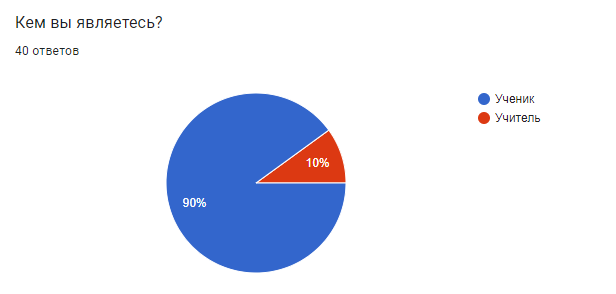 Кем вы являетесь?
40 ответов
Ученик
Учитель
10%
90%